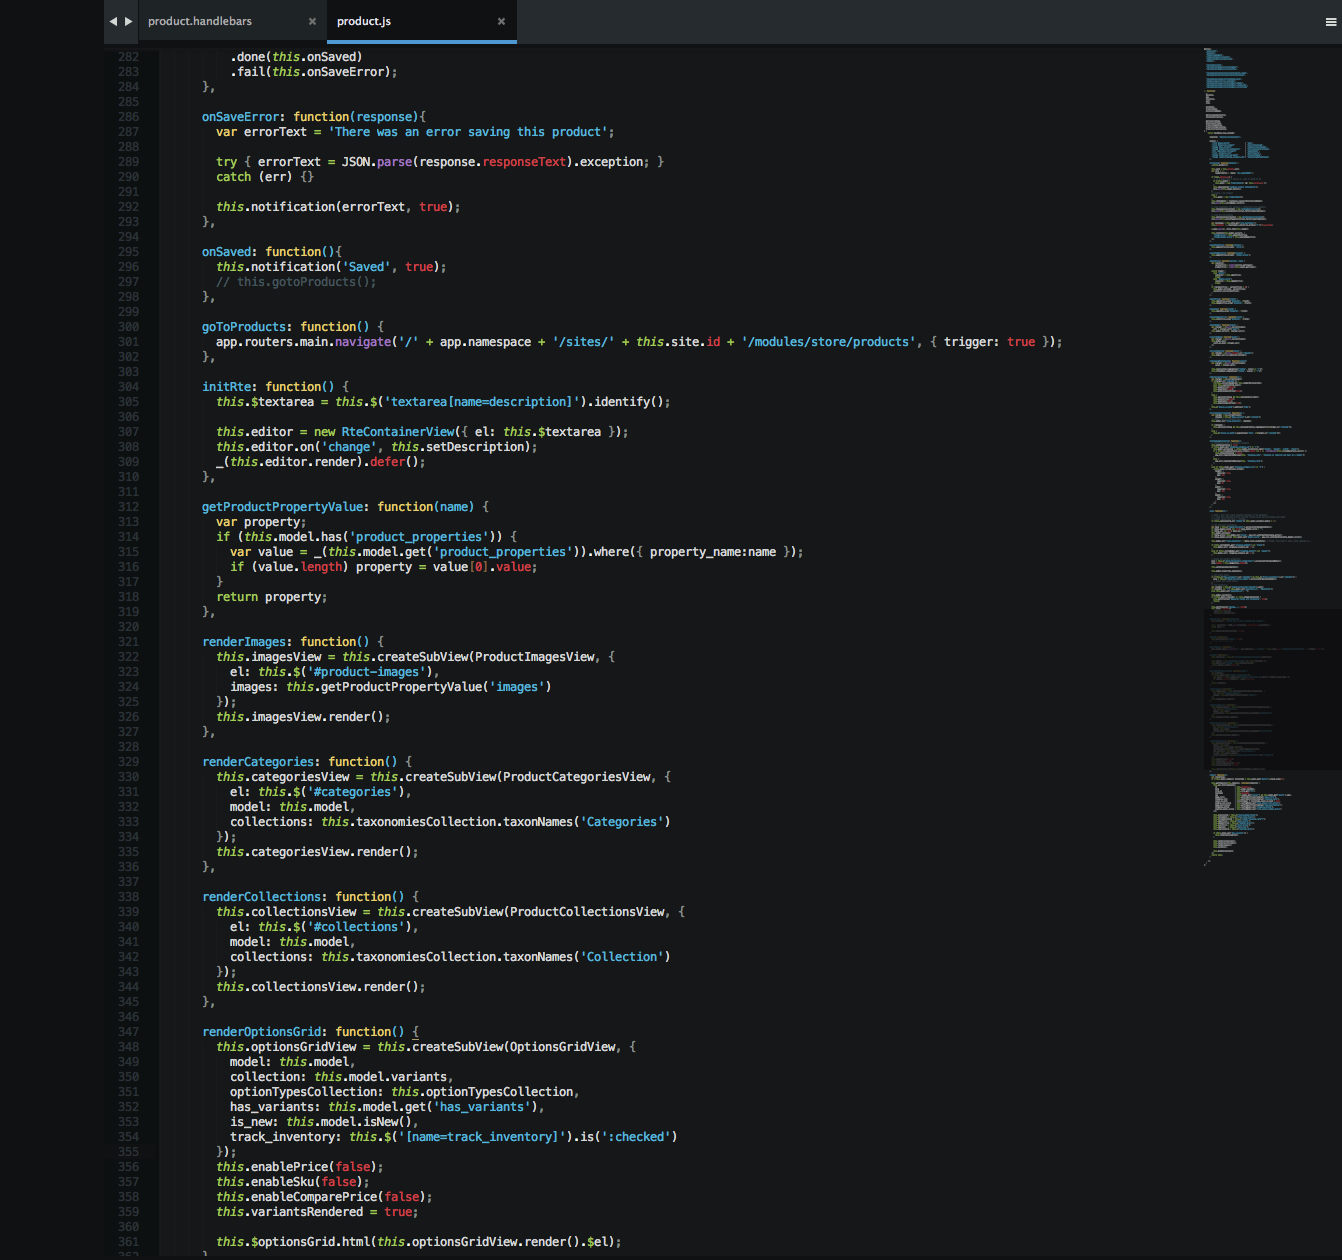 product.handlebars
product.js
282 .done(this.onSaved)
283 .fail(this.onSaveError);
284 },
285
286 onSaveError: function(response){
287 var errorText = 'There was an error saving this product';
288
289 try { errorText = JSON.parse(response.responseText).exception; }
290 catch (err) {}
291
292 this.notification(errorText, true);
293 },
294
295 onSaved: function(){
296 this.notification('Saved', true);
297 // this.gotoProducts();
298 },
299
300 goToProducts: function() {
301 app.routers.main.navigate('/' + app.namespace + '/sites/' + this.site.id + '/modules/store/products', { trigger: true });
302 },
303
304 initRte: function() {
305 this.$textarea = this.$('textarea[name=description]').identify();
306
307 this.editor = new RteContainerView({ el: this.$textarea });
308 this.editor.on('change', this.setDescription);
309 _(this.editor.render).defer();
310 },
311
312 getProductPropertyValue: function(name) {
313 var property;
314 if (this.model.has('product_properties')) {
315 var value = _(this.model.get('product_properties')).where({ property_name:name });
316 if (value.length) property = value[0].value;
317 }
318 return property;
319 },
320
321 renderImages: function() {
322 this.imagesView = this.createSubView(ProductImagesView, {
323 el: this.$('#product-images'),
324 images: this.getProductPropertyValue('images')
325 });
326 this.imagesView.render();
327 },
328
329 renderCategories: function() {
330 this.categoriesView = this.createSubView(ProductCategoriesView, {
331 el: this.$('#categories'),
332 model: this.model,
333 collections: this.taxonomiesCollection.taxonNames('Categories')
334 });
335 this.categoriesView.render();
336 },
337
338 renderCollections: function() {
339 this.collectionsView = this.createSubView(ProductCollectionsView, {
340 el: this.$('#collections'),
341 model: this.model,
342 collections: this.taxonomiesCollection.taxonNames('Collection')
343 });
344 this.collectionsView.render();
345 },
346
347 renderOptionsGrid: function() {
348 this.optionsGridView = this.createSubView(OptionsGridView, {
349 model: this.model,
350 collection: this.model.variants,
351 optionTypesCollection: this.optionTypesCollection,
352 has_variants: this.model.get('has_variants'),
353 is_new: this.model.isNew(),
354 track_inventory: this.$('[name=track_inventory]').is(':checked')
355 });
356 this.enablePrice(false);
357 this.enableSku(false);
358 this.enableComparePrice(false);
359 this.variantsRendered = true;
360
361 this.$optionsGrid.html(this.optionsGridView.render().$el);